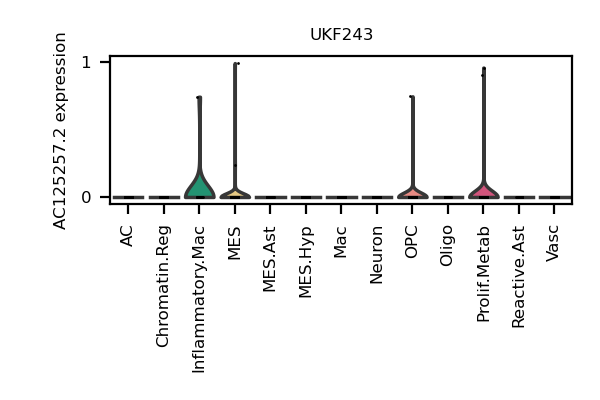 UKF243
AC125257.2 expression
1
0
AC
Chromatin.Reg
Inflammatory.Mac
MES
MES.Ast
MES.Hyp
Mac
Neuron
OPC
Oligo
Prolif.Metab
Reactive.Ast
Vasc